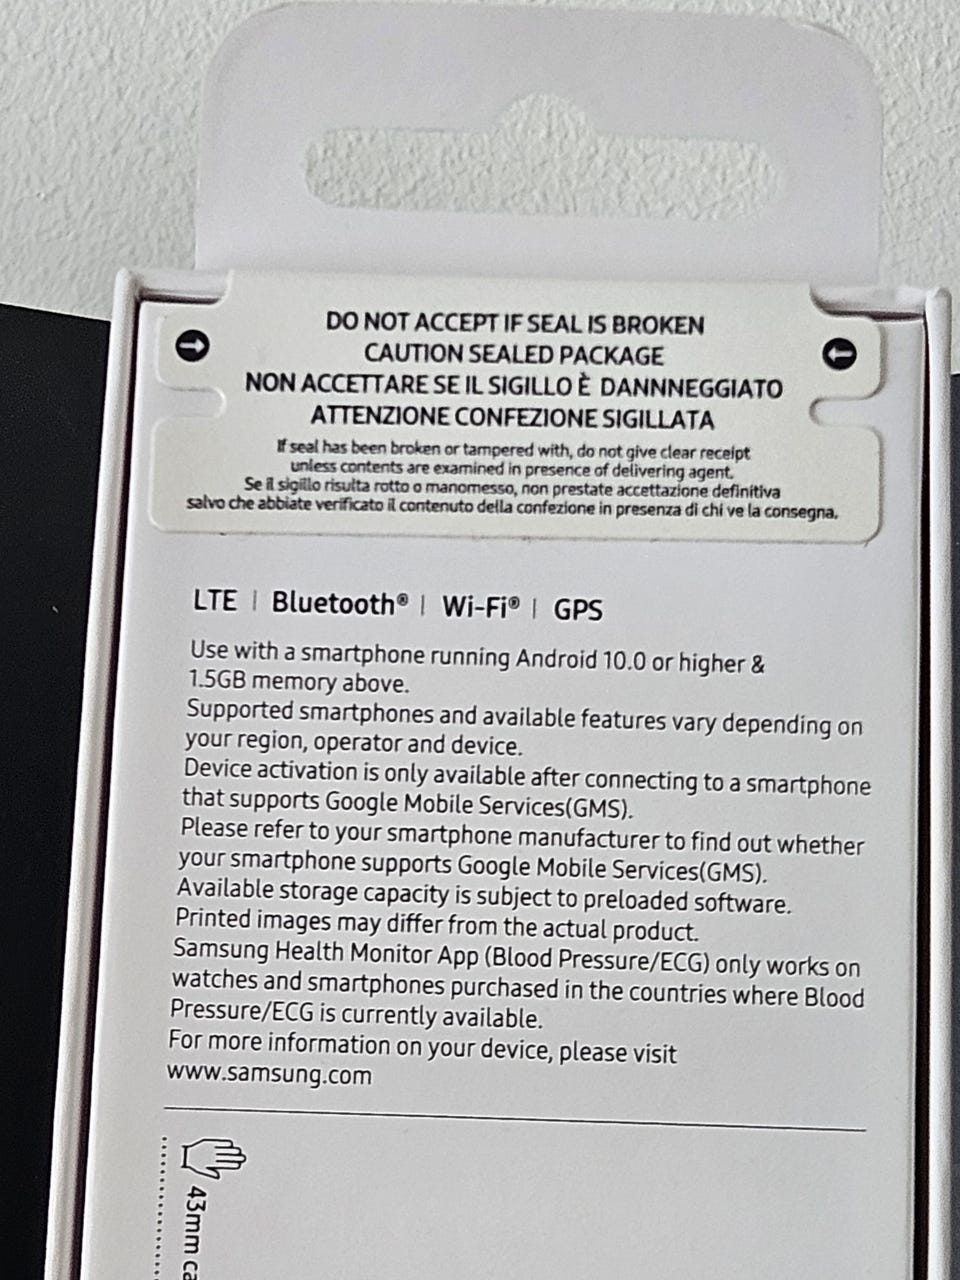 DO NOT ACCEPT IF SEAL IS BROKEN
CAUTION SEALED PACKAGE
NON ACCETTARE SE IL SIGILLO È DANNNEGGIATO
ATTENZIONE CONFEZIONE SIGILLATA
If seal has been broken or tampered with, do not give clear receipt
unless contents are examined in presence of delivering agent.
Se il sigillo risulta rotto o manomesso, non prestate accettazione definitiva
salvo che abbiate verificato il contenuto della confezione in presenza di chi ve la consegna.
LTE | Bluetooth® | Wi-Fi® | GPS
Use with a smartphone running Android 10.0 or higher &
1.5GB memory above.
Supported smartphones and available features vary depending on
your region, operator and device.
Device activation is only available after connecting to a smartphone
that supports Google Mobile Services(GMS).
Please refer to your smartphone manufacturer to find out whether
your smartphone supports Google Mobile Services(GMS).
Available storage capacity is subject to preloaded software.
Printed images may differ from the actual product.
Samsung Health Monitor App (Blood Pressure/ECG) only works on
watches and smartphones purchased in the countries where Blood
Pressure/ECG is currently available.
For more information on your device, please visit
www.samsung.com
43mm ca